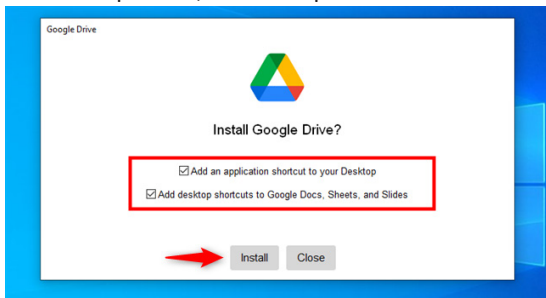 Google Drive
Install Google Drive?
Add an application shortcut to your Desktop
Add desktop shortcuts to Google Docs, Sheets, and Slides
Install Close